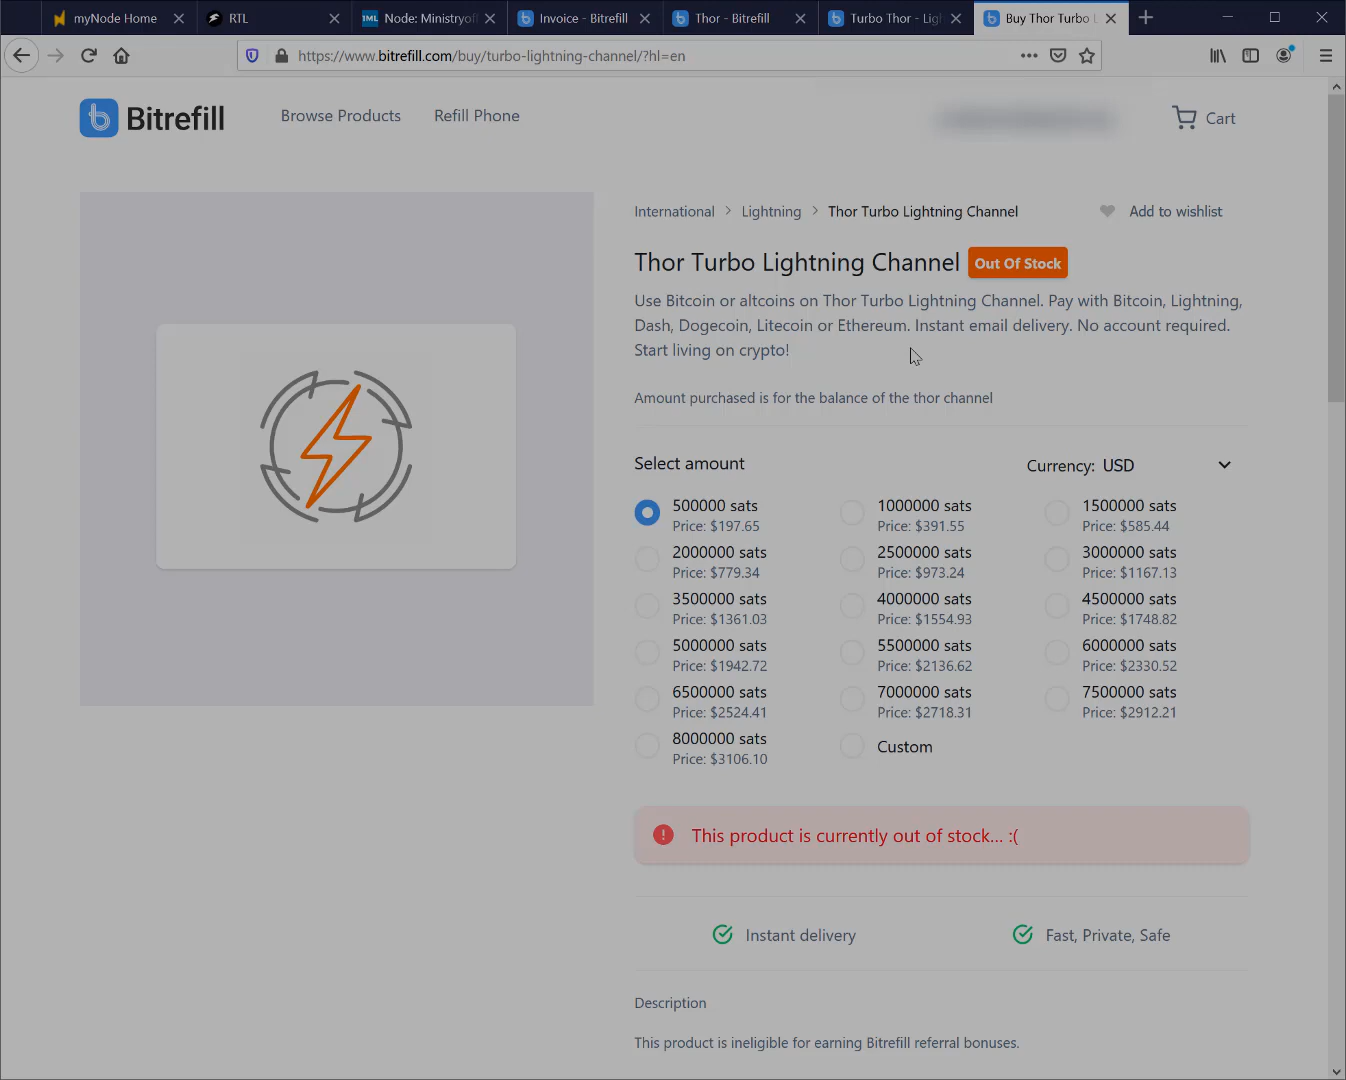 myNode Home
RTL
1ML Node: Ministryof
Invoice - Bitrefill
Thor - Bitrefill
Turbo Thor - Lig
Buy Thor Turbo L
https://www.bitrefill.com/buy/turbo-lightning-channel/?hl=en
Bitrefill
Browse Products
Refill Phone
Cart
International > Lightning > Thor Turbo Lightning Channel
Add to wishlist
Thor Turbo Lightning Channel
Out Of Stock
Use Bitcoin or altcoins on Thor Turbo Lightning Channel. Pay with Bitcoin, Lightning,
Dash, Dogecoin, Litecoin or Ethereum. Instant email delivery. No account required.
Start living on crypto!
Amount purchased is for the balance of the thor channel
Select amount
Currency: USD
500000 sats
Price: $197.65
1000000 sats
Price: $391.55
1500000 sats
Price: $585.44
2000000 sats
Price: $779.34
2500000 sats
Price: $973.24
3000000 sats
Price: $1167.13
3500000 sats
Price: $1361.03
4000000 sats
Price: $1554.93
4500000 sats
Price: $1748.82
5000000 sats
Price: $1942.72
5500000 sats
Price: $2136.62
6000000 sats
Price: $2330.52
6500000 sats
Price: $2524.41
7000000 sats
Price: $2718.31
7500000 sats
Price: $2912.21
8000000 sats
Price: $3106.10
Custom
This product is currently out of stock... :(
Instant delivery
Fast, Private, Safe
Description
This product is ineligible for earning Bitrefill referral bonuses.